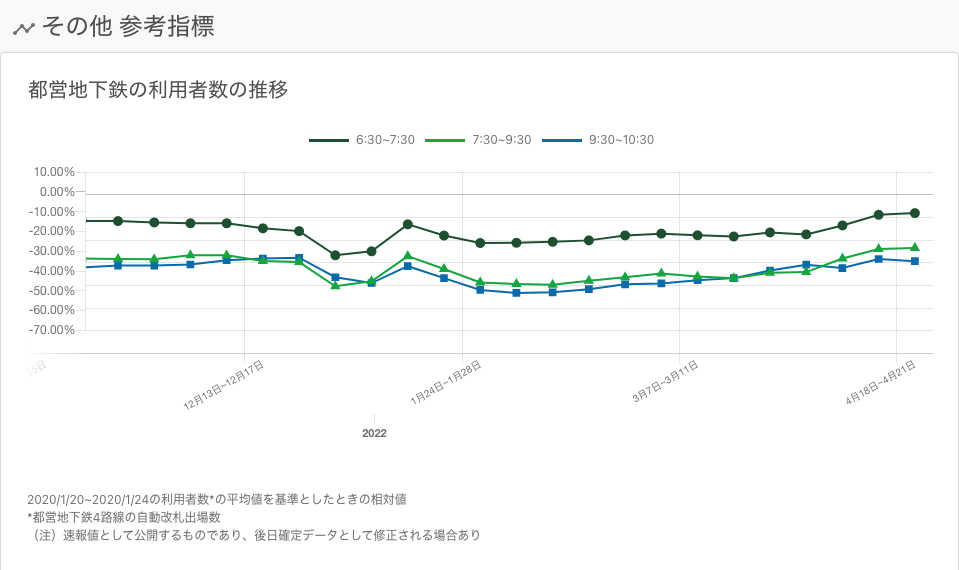 その他 参考指標
都営地下鉄の利用者数の推移
6:30~7:30 7:30~9:30 9:30~10:30
10.00%
0.00%
-10.00%
-20.00%
-30.00%
-40.00%
-50.00%
-60.00%
-70.00%
15日 12月13日~12月17日 1月24日~1月28日 3月7日~3月11日 4月18日~4月21日
2022
2020/1/20~2020/1/24の利用者数*の平均値を基準としたときの相対値
*都営地下鉄4路線の自動改札出場数
（注）速報値として公開するものであり、後日確定データとして修正される場合あり